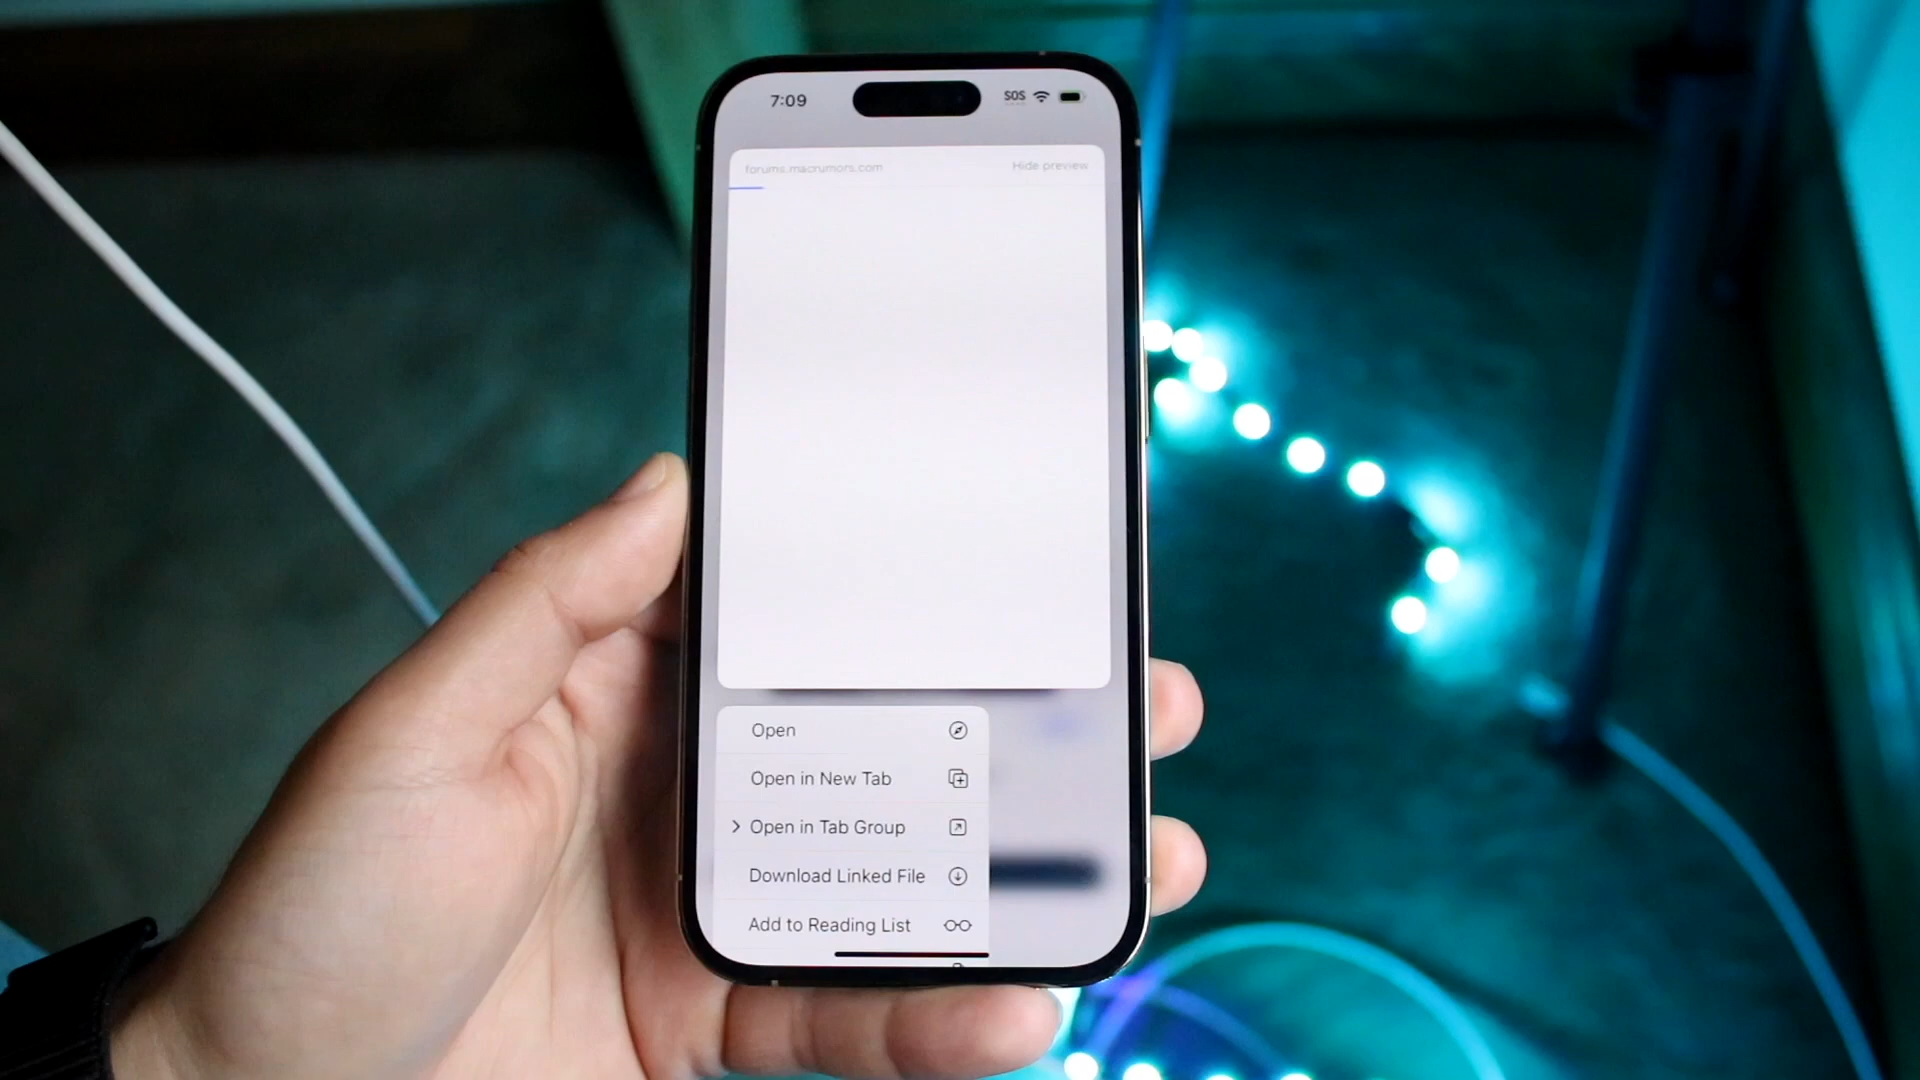 7:09
SOS
forums.macrumors.com
Hide preview
Open
Open in New Tab
Open in Tab Group
Download Linked File
Add to Reading List